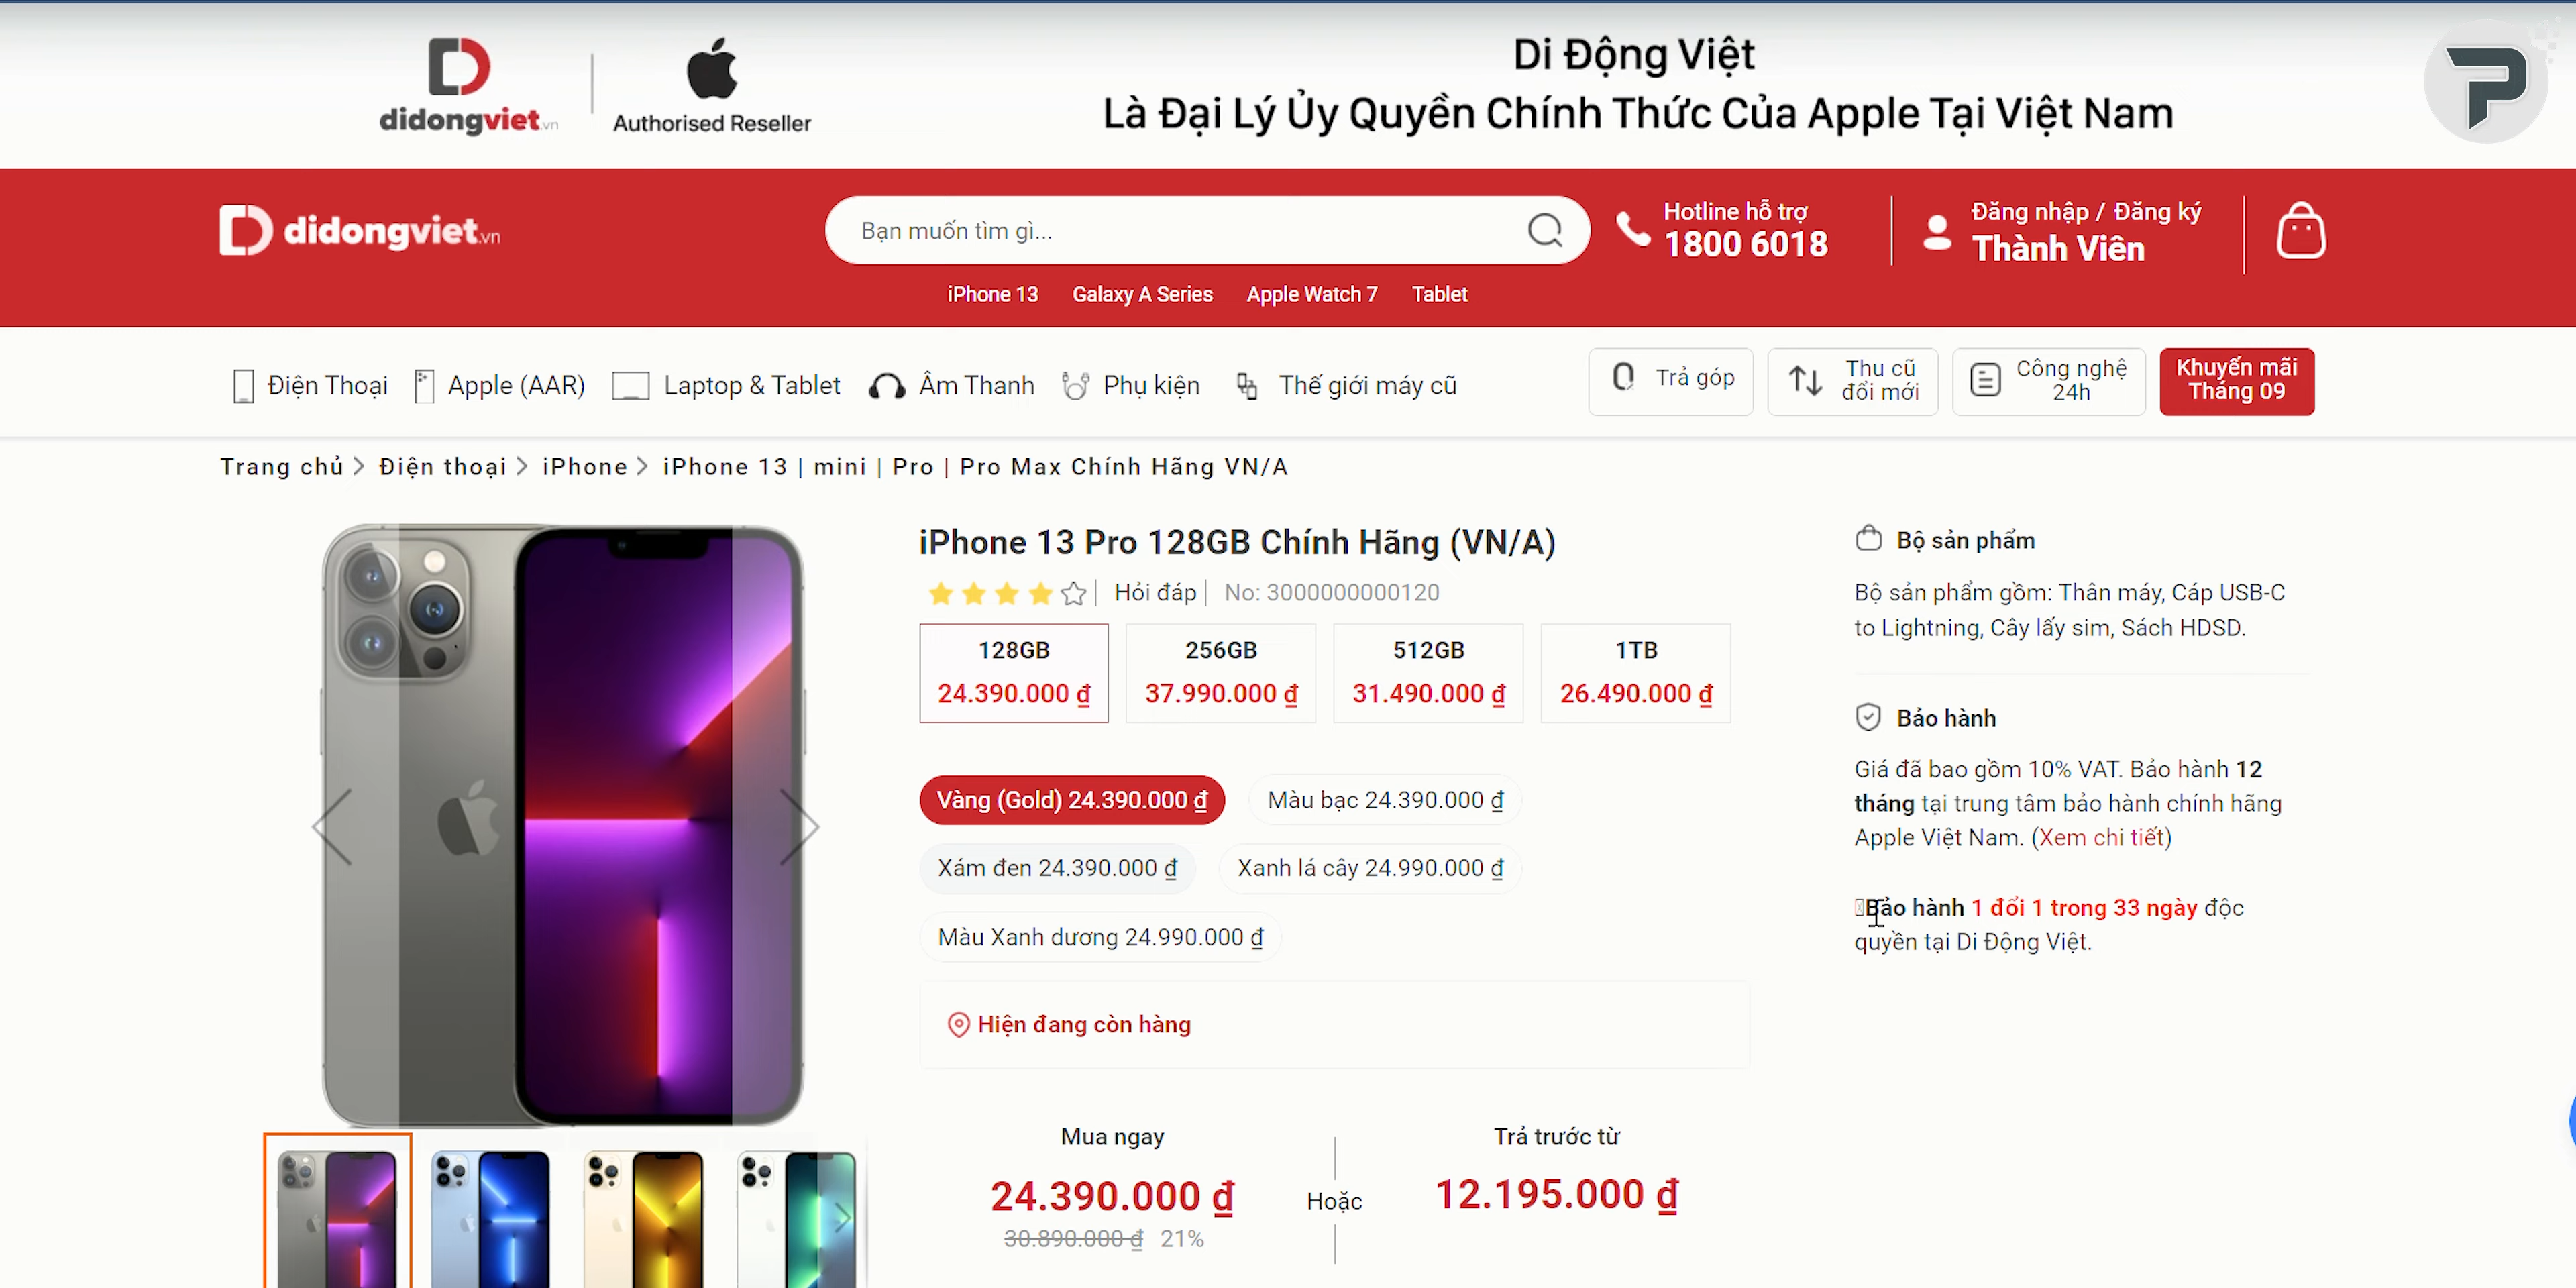 Di Động Việt
Là Đại Lý Ủy Quyền Chính Thức Của Apple Tại Việt Nam
didongviet.vn
Authorised Reseller
didongviet.vn
Bạn muốn tìm gì...
Hotline hỗ trợ
1800 6018
Đăng nhập / Đăng ký
Thành Viên
iPhone 13 Galaxy A Series Apple Watch 7 Tablet
Điện Thoại Apple (AAR) Laptop & Tablet Âm Thanh Phụ kiện Thế giới máy cũ
Trả góp
Thu cũ
đổi mới
Công nghệ
24h
Khuyến mãi
Tháng 09
Trang chủ > Điện thoại > iPhone > iPhone 13 | mini | Pro | Pro Max Chính Hãng VN/A
iPhone 13 Pro 128GB Chính Hãng (VN/A)
| Hỏi đáp | No: 3000000000120
128GB
24.390.000 ₫
256GB
37.990.000 ₫
512GB
31.490.000 ₫
1TB
26.490.000 ₫
Vàng (Gold) 24.390.000 ₫
Màu bạc 24.390.000 ₫
Xám đen 24.390.000 ₫
Xanh lá cây 24.990.000 ₫
Màu Xanh dương 24.990.000 ₫
Hiện đang còn hàng
Mua ngay
24.390.000 ₫
30.890.000 ₫ 21%
Hoặc
Trả trước từ
12.195.000 ₫
Bộ sản phẩm
Bộ sản phẩm gồm: Thân máy, Cáp USB-C
to Lightning, Cây lấy sim, Sách HDSD.
Bảo hành
Giá đã bao gồm 10% VAT. Bảo hành 12
tháng tại trung tâm bảo hành chính hãng
Apple Việt Nam. (Xem chi tiết)
Bảo hành 1 đổi 1 trong 33 ngày độc
quyền tại Di Động Việt.